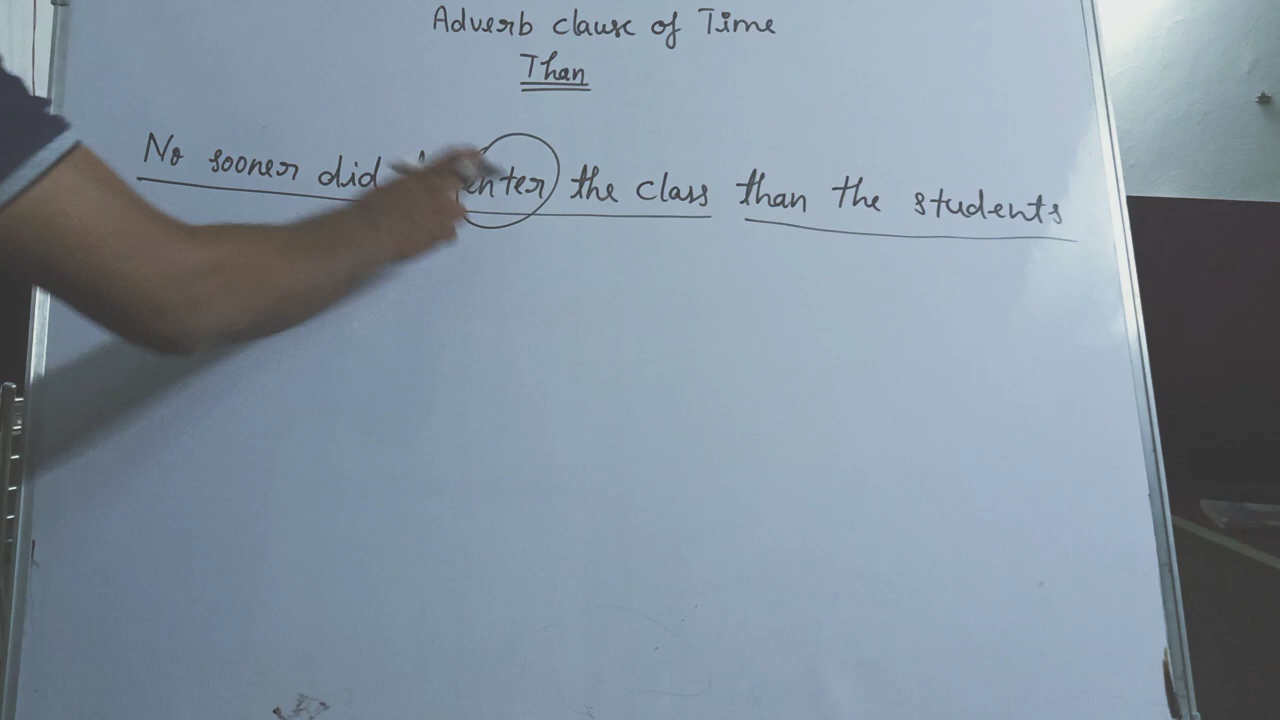 Adverb clause of Time
Than
No sooner did enter the class than the students